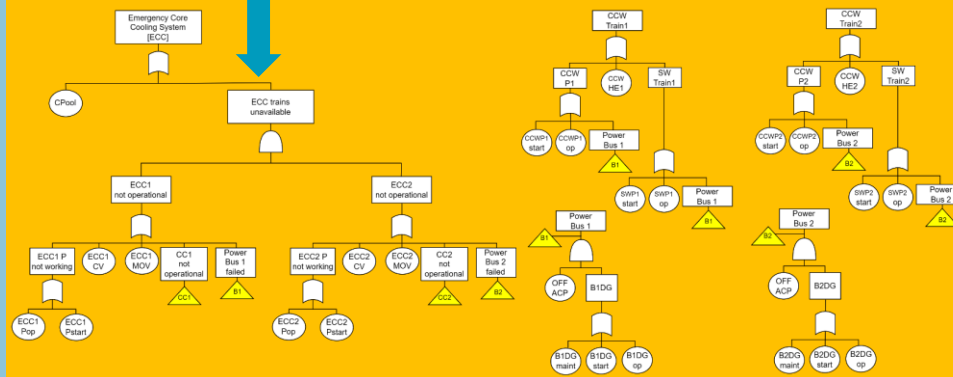 Emergency Core
Cooling System
[ECC]
CPool
ECC trains
unavailable
ECC1
not operational
ECC2
not operational
ECC1 P
not working
ECC1
CV
ECC1
MOV
CC1
not
operational
Power
Bus 1
failed
CC1
B1
ECC1
Pop
ECC1
Pstart
ECC2 P
not working
ECC2
CV
ECC2
MOV
CC2
not
operational
Power
Bus 2
failed
CC2
B2
ECC2
Pop
ECC2
Pstart
CCW
Train1
CCW
P1
CCW
HE1
SW
Train1
CCWP1
start
CCWP1
op
Power
Bus 1
B1
SWP1
start
SWP1
op
Power
Bus 1
B1
Power
Bus 1
B1
OFF
ACP
B1DG
B1DG
maint
B1DG
start
B1DG
op
CCW
Train2
CCW
P2
CCW
HE2
SW
Train2
CCWP2
start
CCWP2
op
Power
Bus 2
B2
SWP2
start
SWP2
op
Power
Bus 2
B2
Power
Bus 2
B2
OFF
ACP
B2DG
B2DG
maint
B2DG
start
B2DG
op